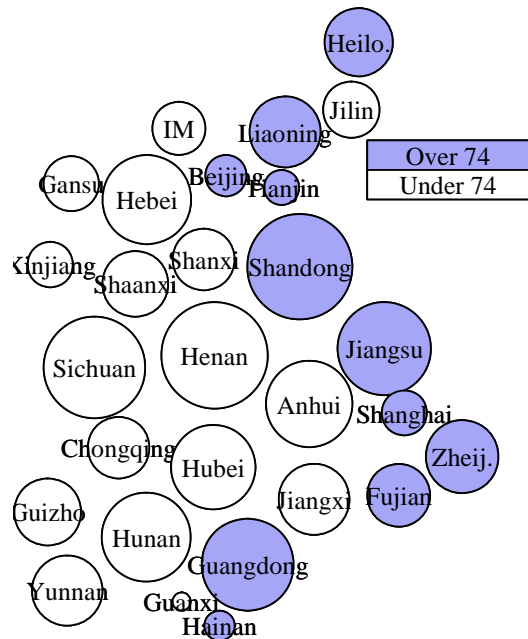 Heilo.
Jilin
IM
Liaoning
Over 74
Under 74
Gansu
Hebei
Beijing
Hanjin
Xinjiang
Shaanxi
Shanxi
Shandong
Sichuan
Henan
Jiangsu
Anhui
Shanghai
Chongqing
Hubei
Zheij.
Guizho
Hunan
Jiangxi
Fujian
Yunnan
Guangdong
Guanxi
Hainan